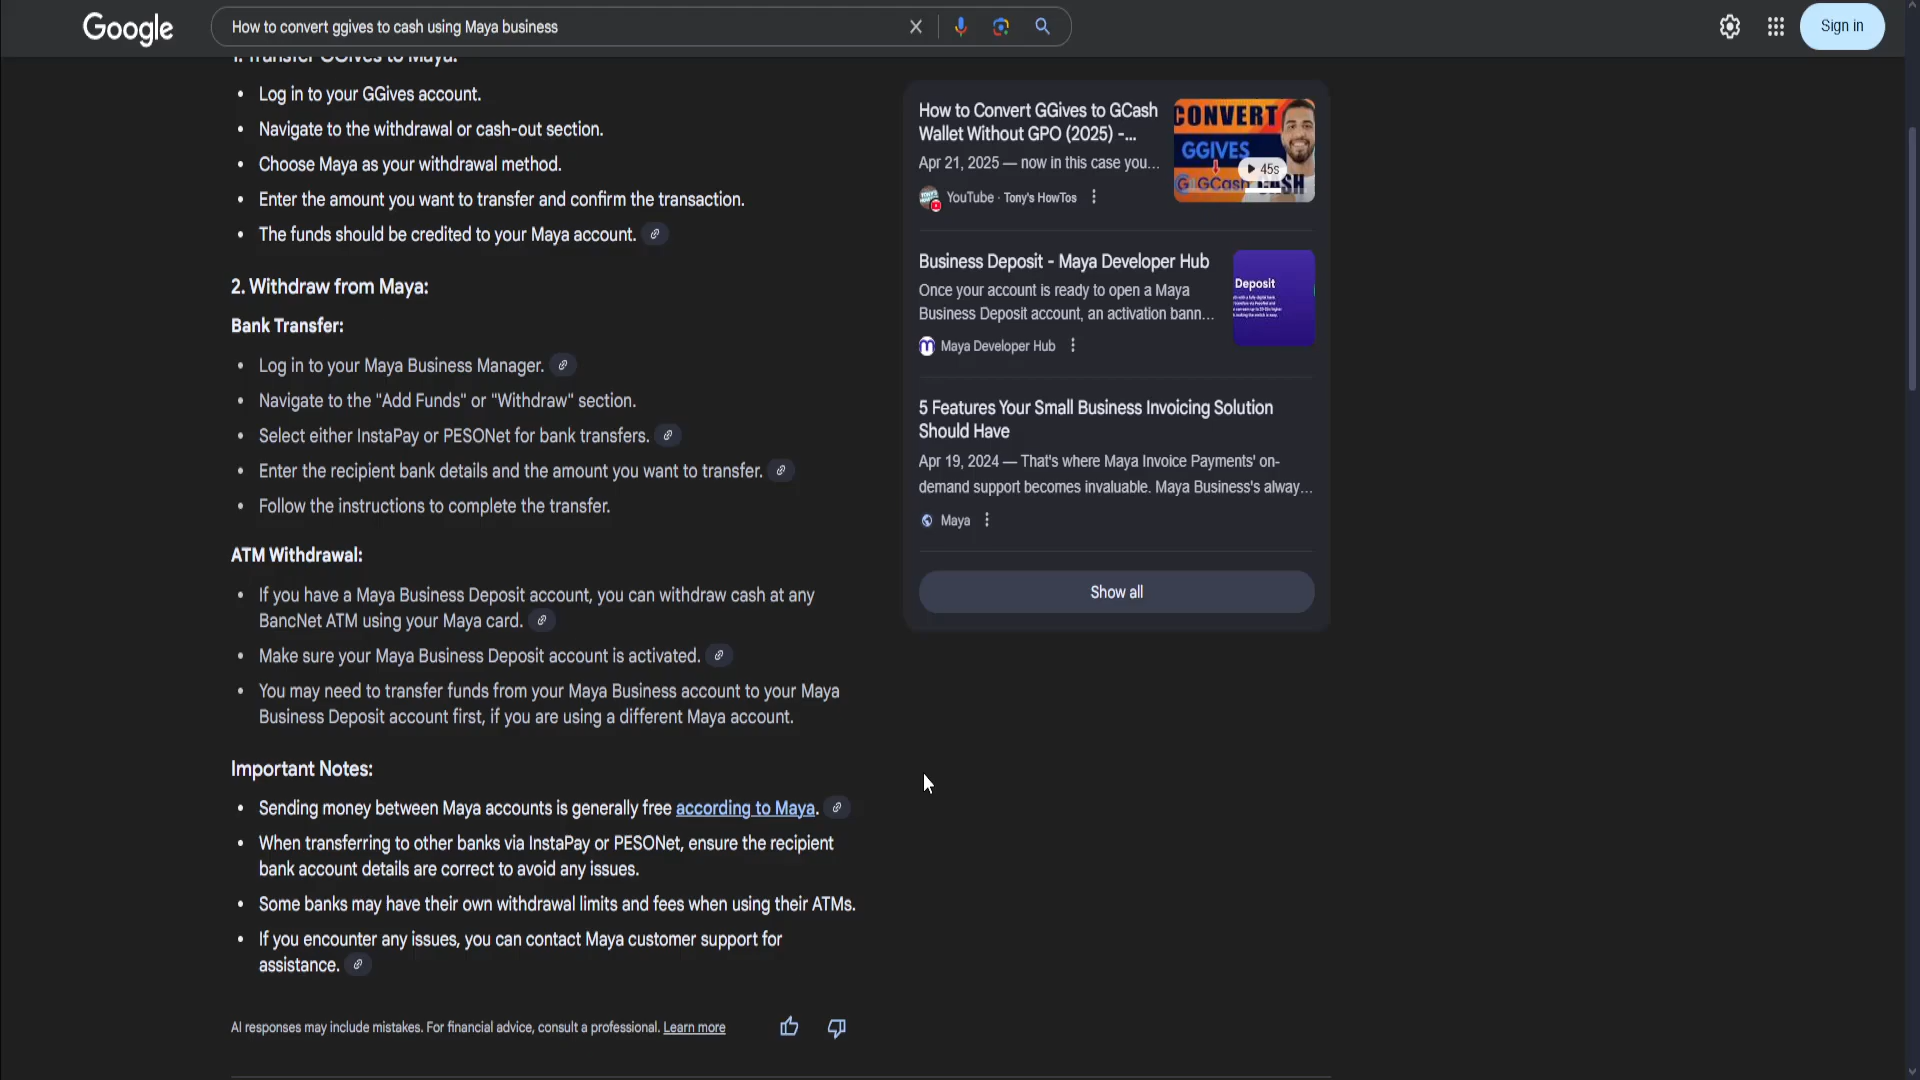 Google
How to convert ggives to cash using Maya business
Sign in
1. Transfer GGives to Maya:
• Log in to your GGives account.
• Navigate to the withdrawal or cash-out section.
• Choose Maya as your withdrawal method.
• Enter the amount you want to transfer and confirm the transaction.
• The funds should be credited to your Maya account.
2. Withdraw from Maya:
Bank Transfer:
• Log in to your Maya Business Manager.
• Navigate to the "Add Funds" or "Withdraw" section.
• Select either InstaPay or PESONet for bank transfers.
• Enter the recipient bank details and the amount you want to transfer.
• Follow the instructions to complete the transfer.
ATM Withdrawal:
• If you have a Maya Business Deposit account, you can withdraw cash at any
BancNet ATM using your Maya card.
• Make sure your Maya Business Deposit account is activated.
• You may need to transfer funds from your Maya Business account to your Maya
Business Deposit account first, if you are using a different Maya account.
Important Notes:
• Sending money between Maya accounts is generally free according to Maya.
• When transferring to other banks via InstaPay or PESONet, ensure the recipient
bank account details are correct to avoid any issues.
• Some banks may have their own withdrawal limits and fees when using their ATMs.
• If you encounter any issues, you can contact Maya customer support for
assistance.
AI responses may include mistakes. For financial advice, consult a professional. Learn more
How to Convert GGives to GCash
Wallet Without GPO (2025) -...
Apr 21, 2025 — now in this case you...
YouTube · Tony's HowTos
CONVERT
GGIVES
45s
GCash CASH
Business Deposit - Maya Developer Hub
Once your account is ready to open a Maya
Business Deposit account, an activation bann...
Maya Developer Hub
Deposit
5 Features Your Small Business Invoicing Solution
Should Have
Apr 19, 2024 — That's where Maya Invoice Payments' on-
demand support becomes invaluable. Maya Business's alway...
Maya
Show all